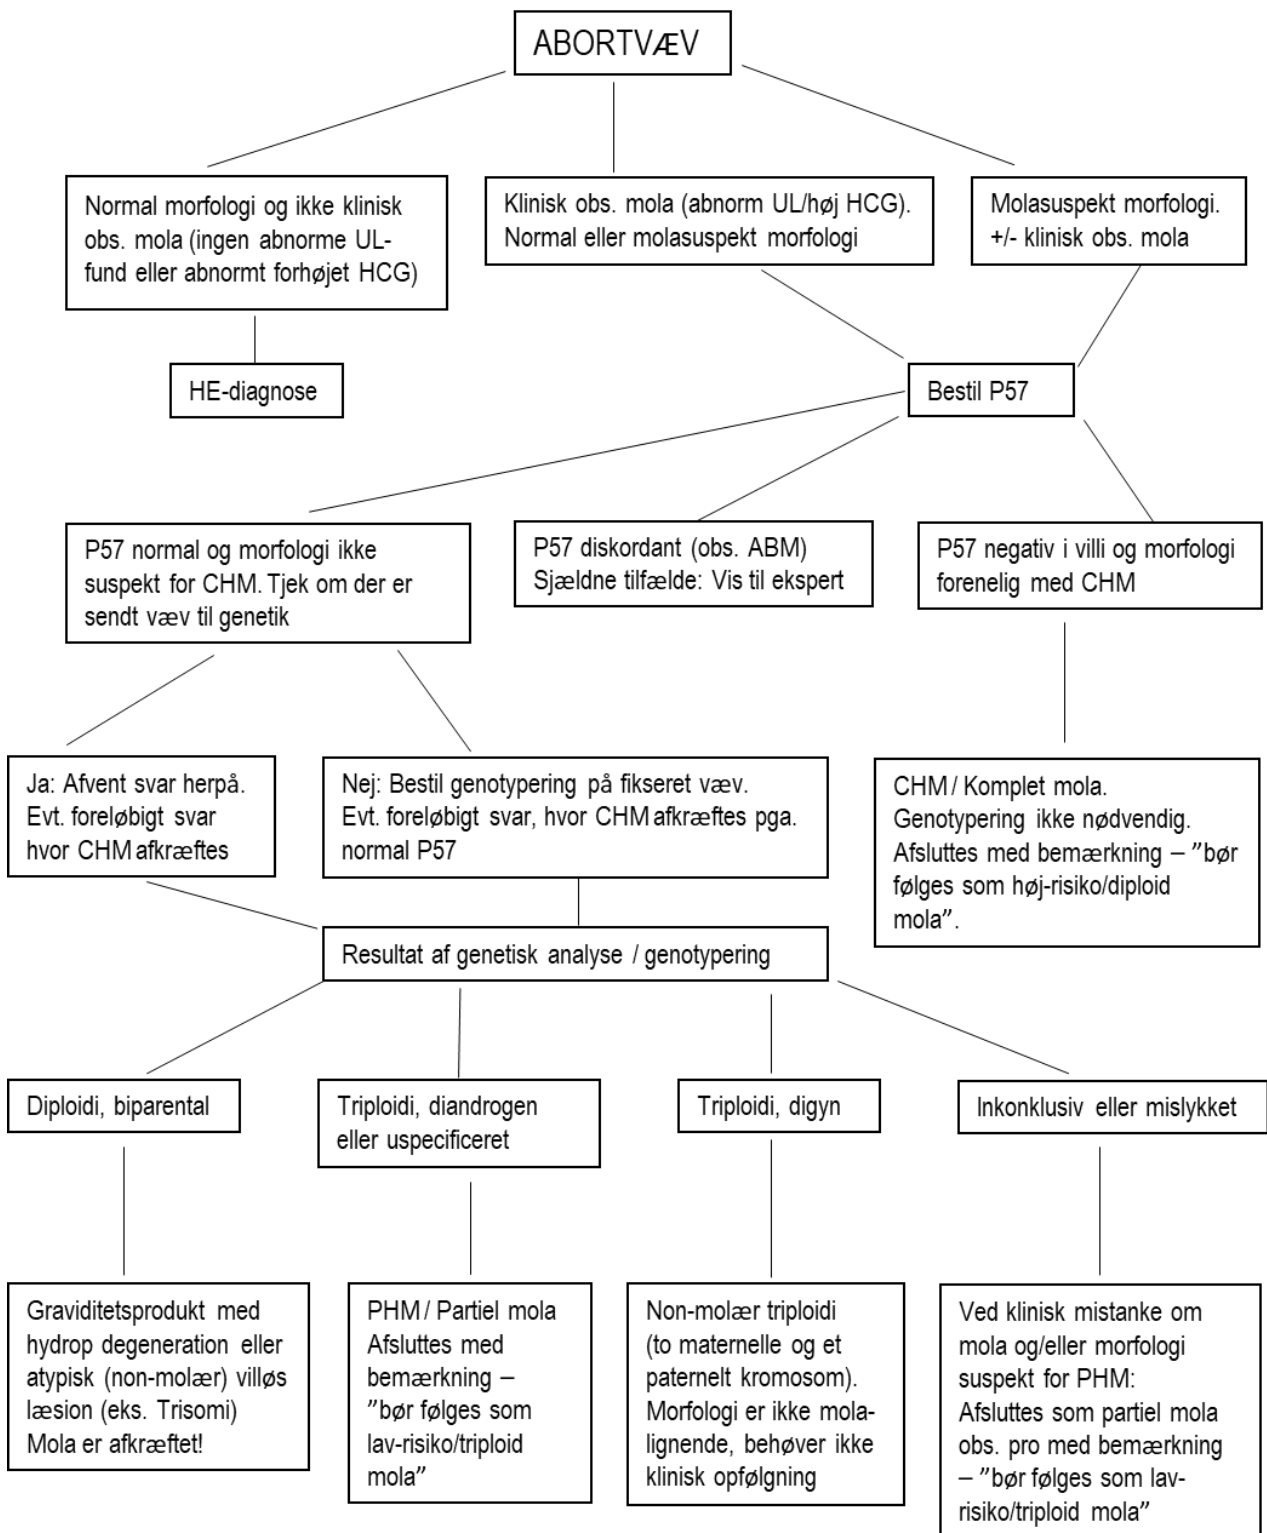 ABORTVÆV
Normal morfologi og ikke klinisk
obs. mola (ingen abnorme UL-
fund eller abnormt forhøjet HCG)
Klinisk obs. mola (abnorm UL/høj HCG).
Normal eller molasuspekt morfologi
Molasuspekt morfologi.
+/- klinisk obs. mola
HE-diagnose
Bestil P57
P57 normal og morfologi ikke
suspekt for CHM. Tjek om der er
sendt væv til genetik
P57 diskordant (obs. ABM)
Sjældne tilfælde: Vis til ekspert
P57 negativ i villi og morfologi
forenelig med CHM
Ja: Afvent svar herpå.
Evt. foreløbigt svar
hvor CHM afkræftes
Nej: Bestil genotypering på fikseret væv.
Evt. foreløbigt svar, hvor CHM afkræftes pga.
normal P57
CHM / Komplet mola.
Genotypering ikke nødvendig.
Afsluttes med bemærkning – "bør
følges som høj-risiko/diploid
mola".
Resultat af genetisk analyse / genotypering
Diploidi, biparental
Triploidi, diandrogen
eller uspecificeret
Triploidi, digyn
Inkonklusiv eller mislykket
Graviditetsprodukt med
hydrop degeneration eller
atypisk (non-molær) villøs
læsion (eks. Trisomi)
Mola er afkræftet!
PHM / Partiel mola
Afsluttes med
bemærkning –
"bør følges som
lav-risiko/triploid
mola"
Non-molær triploidi
(to maternelle og et
paternelt kromosom).
Morfologi er ikke mola-
lignende, behøver ikke
klinisk opfølgning
Ved klinisk mistanke om
mola og/eller morfologi
suspekt for PHM:
Afsluttes som partiel mola
obs. pro med bemærkning
– "bør følges som lav-
risiko/triploid mola"